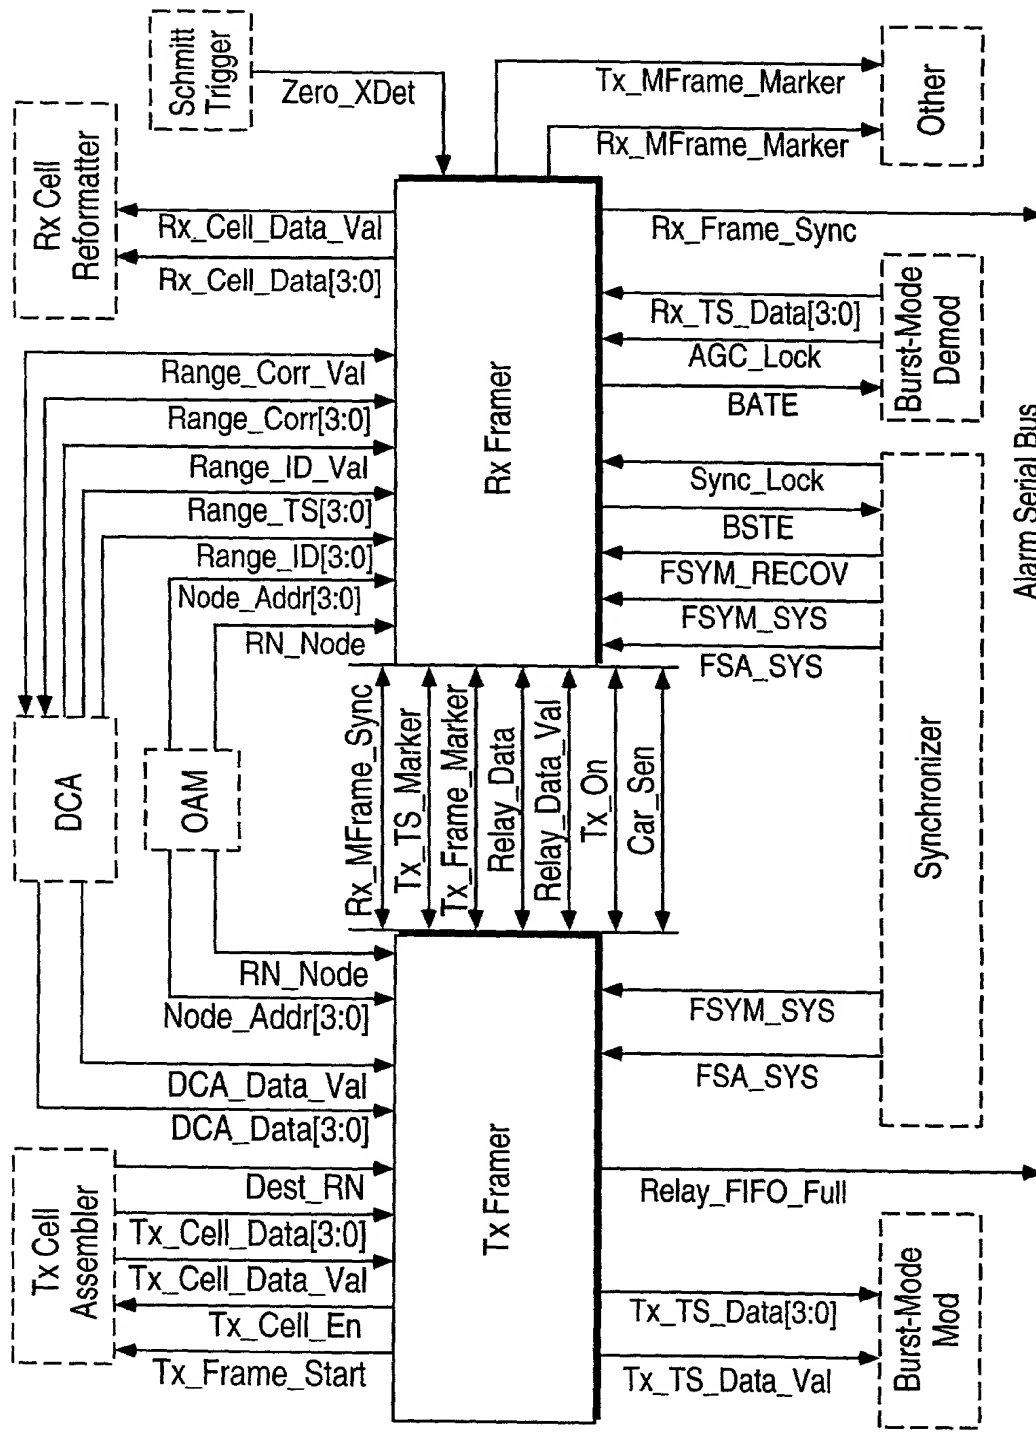 Schmitt
Trigger
Zero_XDet
Tx_MFrame_Marker
Rx_MFrame_Marker
Other
Rx Cell
Reformatter
Rx_Cell_Data_Val
Rx_Cell_Data[3:0]
Rx_Frame_Sync
Rx_TS_Data[3:0]
AGC_Lock
BATE
Burst-Mode
Demod
Range_Corr_Val
Range_Corr[3:0]
Range_ID_Val
Range_TS[3:0]
Range_ID[3:0]
Node_Addr[3:0]
RN_Node
Rx Framer
Sync_Lock
BSTE
FSYM_RECOV
FSYM_SYS
FSA_SYS
Alarm Serial Bus
DCA
OAM
Rx_MFrame_Sync
Tx_TS_Marker
Tx_Frame_Marker
Relay_Data
Relay_Data_Val
Tx_On
Car_Sen
Synchronizer
RN_Node
Node_Addr[3:0]
DCA_Data_Val
DCA_Data[3:0]
FSYM_SYS
FSA_SYS
Tx Framer
Tx Cell
Assembler
Dest_RN
Tx_Cell_Data[3:0]
Tx_Cell_Data_Val
Tx_Cell_En
Tx_Frame_Start
Relay_FIFO_Full
Tx_TS_Data[3:0]
Tx_TS_Data_Val
Burst-Mode
Mod